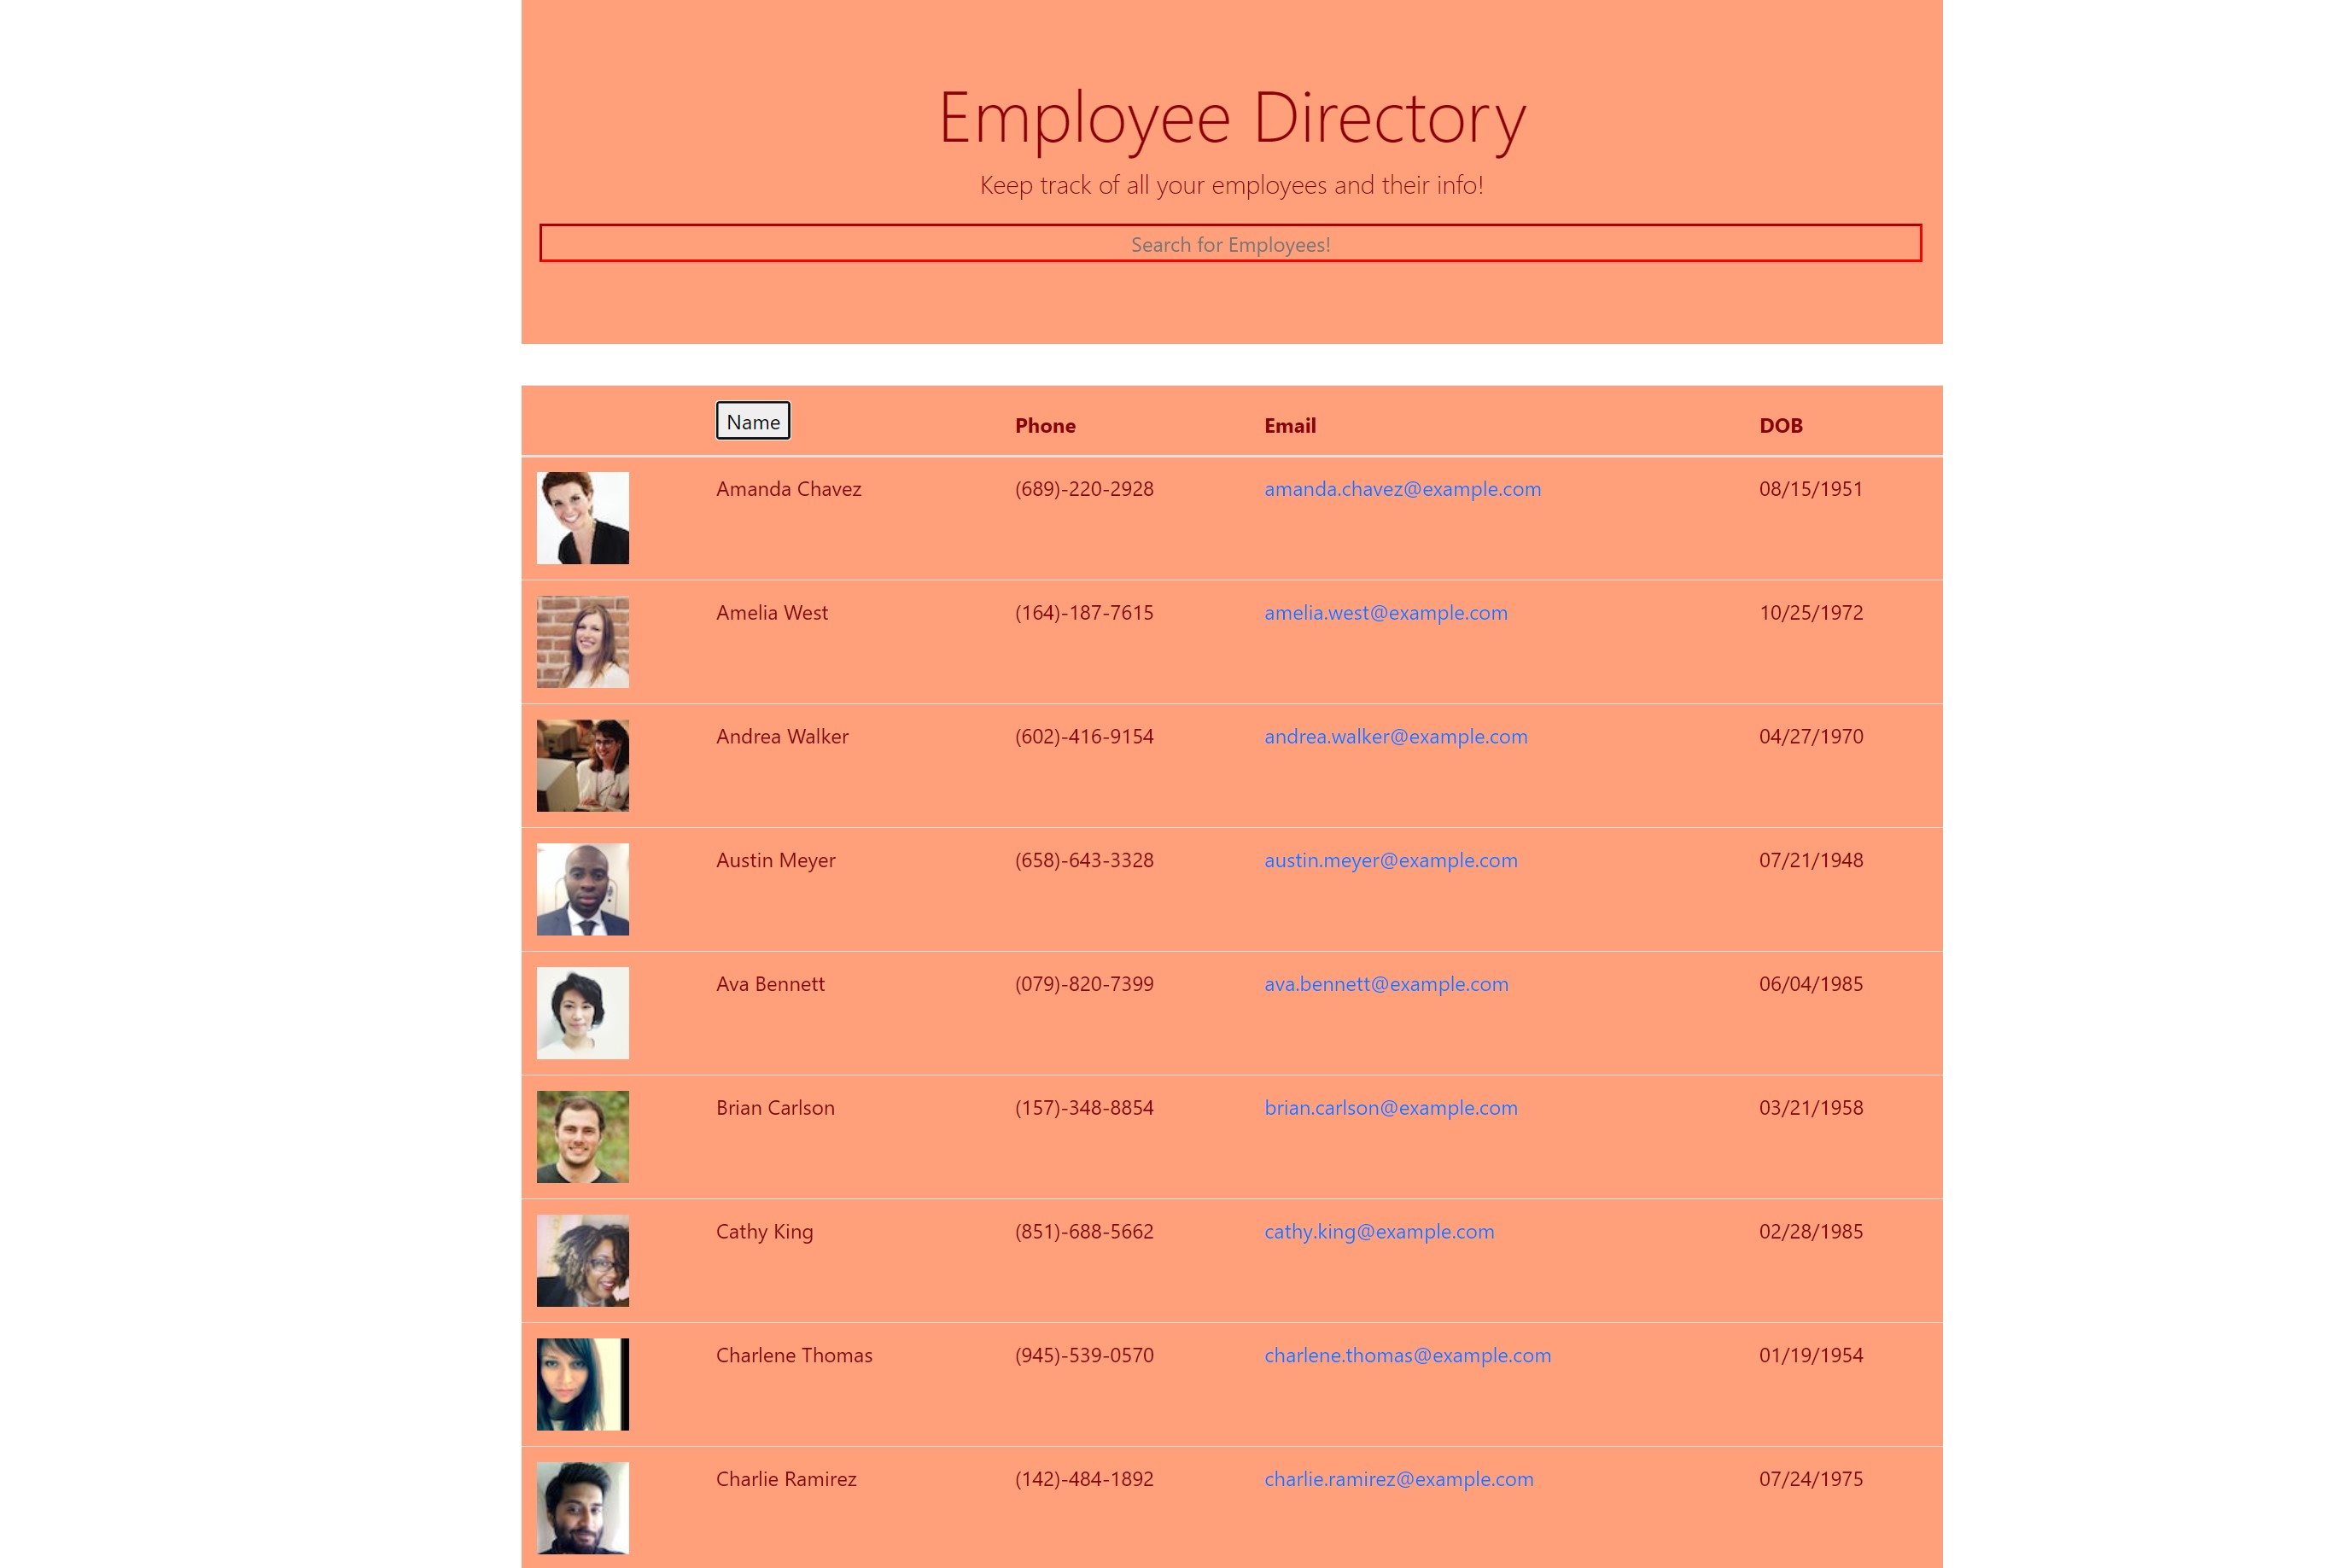 Employee Directory
Keep track of all your employees and their info!
Search for Employees!
Name Phone Email DOB
Amanda Chavez (689)-220-2928 amanda.chavez@example.com 08/15/1951
Amelia West (164)-187-7615 amelia.west@example.com 10/25/1972
Andrea Walker (602)-416-9154 andrea.walker@example.com 04/27/1970
Austin Meyer (658)-643-3328 austin.meyer@example.com 07/21/1948
Ava Bennett (079)-820-7399 ava.bennett@example.com 06/04/1985
Brian Carlson (157)-348-8854 brian.carlson@example.com 03/21/1958
Cathy King (851)-688-5662 cathy.king@example.com 02/28/1985
Charlene Thomas (945)-539-0570 charlene.thomas@example.com 01/19/1954
Charlie Ramirez (142)-484-1892 charlie.ramirez@example.com 07/24/1975